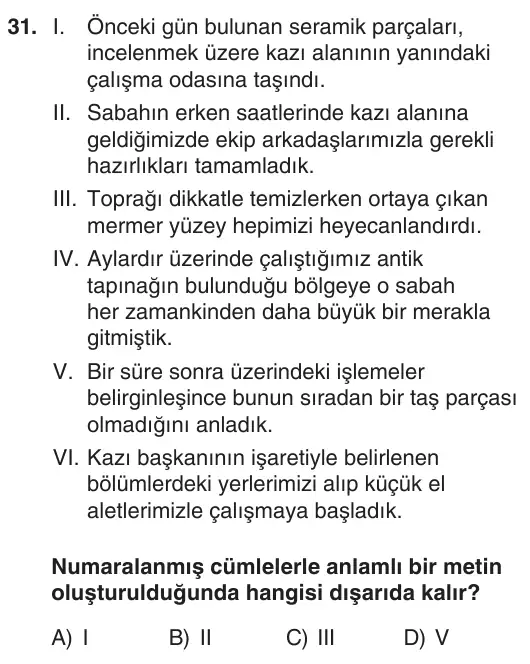 31. I. Önceki gün bulunan seramik parçaları,
incelenmek üzere kazı alanının yanındaki
çalışma odasına taşındı.
II. Sabahın erken saatlerinde kazı alanına
geldiğimizde ekip arkadaşlarımızla gerekli
hazırlıkları tamamladık.
III. Toprağı dikkatle temizlerken ortaya çıkan
mermer yüzey hepimizi heyecanlandırdı.
IV. Aylardır üzerinde çalıştığımız antik
tapınağın bulunduğu bölgeye o sabah
her zamankinden daha büyük bir merakla
gitmiştik.
V. Bir süre sonra üzerindeki işlemeler
belirginleşince bunun sıradan bir taş parçası
olmadığını anladık.
VI. Kazı başkanının işaretiyle belirlenen
bölümlerdeki yerlerimizi alıp küçük el
aletlerimizle çalışmaya başladık.
Numaralanmış cümlelerle anlamlı bir metin
oluşturulduğunda hangisi dışarıda kalır?
A) I B) II C) III D) V